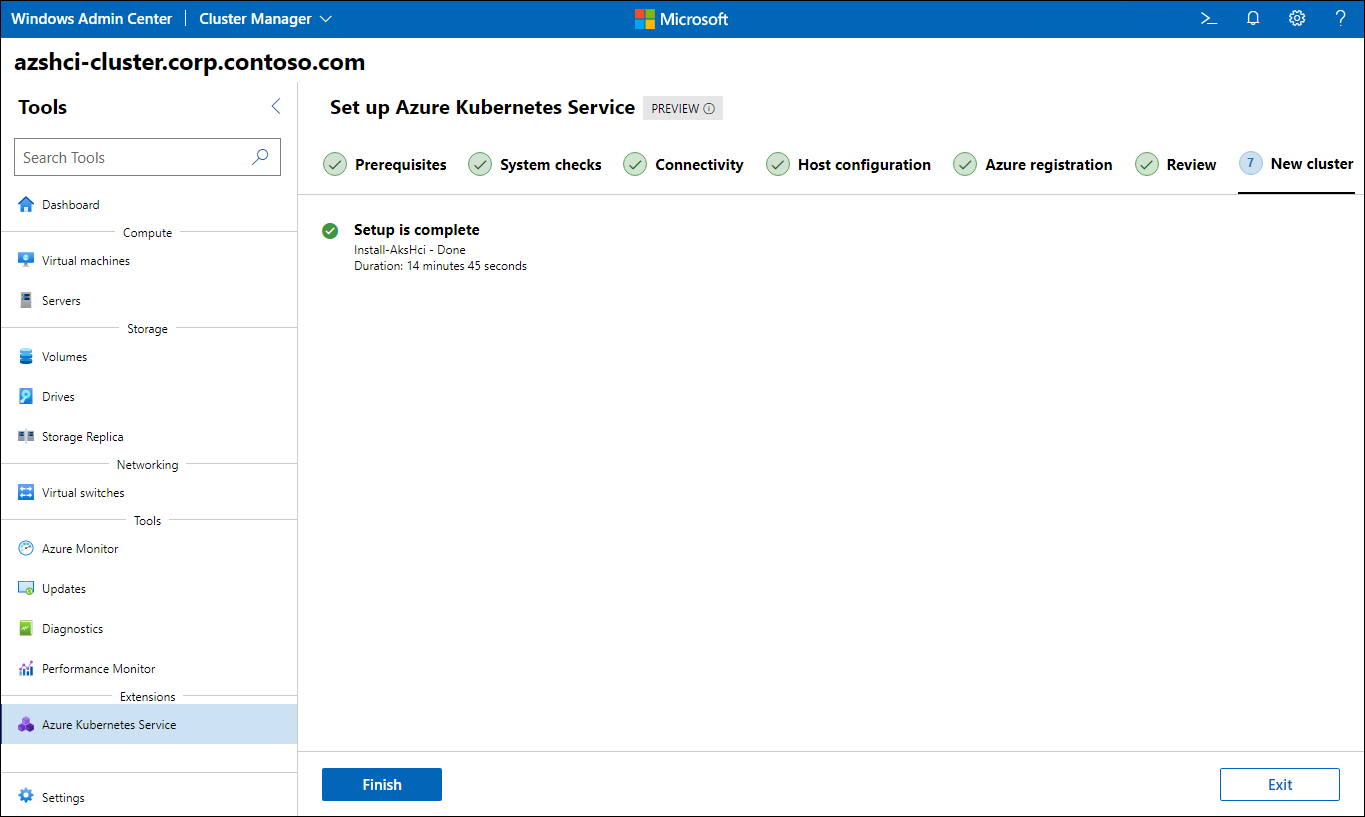 Windows Admin Center
Cluster Manager
Microsoft
azshci-cluster.corp.contoso.com
Tools
Search Tools
Dashboard
Compute
Virtual machines
Servers
Storage
Volumes
Drives
Storage Replica
Networking
Virtual switches
Tools
Azure Monitor
Updates
Diagnostics
Performance Monitor
Extensions
Azure Kubernetes Service
Settings
Set up Azure Kubernetes Service
PREVIEW
Prerequisites
System checks
Connectivity
Host configuration
Azure registration
Review
7 New cluster
Setup is complete
Install-AksHci - Done
Duration: 14 minutes 45 seconds
Finish
Exit